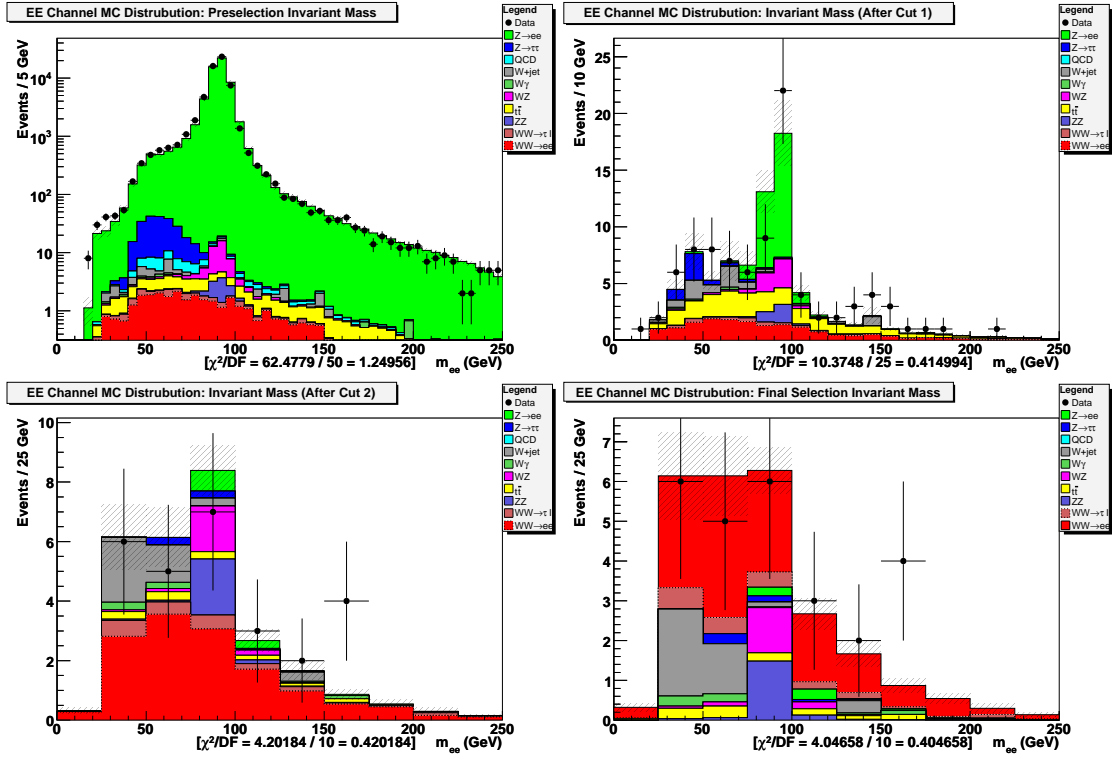 EE Channel MC Distrubution: Preselection Invariant Mass
Legend
Data
Z→ee
Z→ττ
QCD
W+jet
Wγ
WZ
tt̄
ZZ
WW→τ l
WW→ee
Events / 5 GeV
10⁴
10³
10²
10
1
0 50 100 150 200 250
[χ²/DF = 62.4779 / 50 = 1.24956]
m_ee (GeV)
EE Channel MC Distrubution: Invariant Mass (After Cut 1)
Legend
Data
Z→ee
Z→ττ
QCD
W+jet
Wγ
WZ
tt̄
ZZ
WW→τ l
WW→ee
Events / 10 GeV
25
20
15
10
5
0
0 50 100 150 200 250
[χ²/DF = 10.3748 / 25 = 0.414994]
m_ee (GeV)
EE Channel MC Distrubution: Invariant Mass (After Cut 2)
Legend
Data
Z→ee
Z→ττ
QCD
W+jet
Wγ
WZ
tt̄
ZZ
WW→τ l
WW→ee
Events / 25 GeV
10
8
6
4
2
0
0 50 100 150 200 250
[χ²/DF = 4.20184 / 10 = 0.420184]
m_ee (GeV)
EE Channel MC Distrubution: Final Selection Invariant Mass
Legend
Data
Z→ee
Z→ττ
QCD
W+jet
Wγ
WZ
tt̄
ZZ
WW→τ l
WW→ee
Events / 25 GeV
7
6
5
4
3
2
1
0
0 50 100 150 200 250
[χ²/DF = 4.04658 / 10 = 0.404658]
m_ee (GeV)